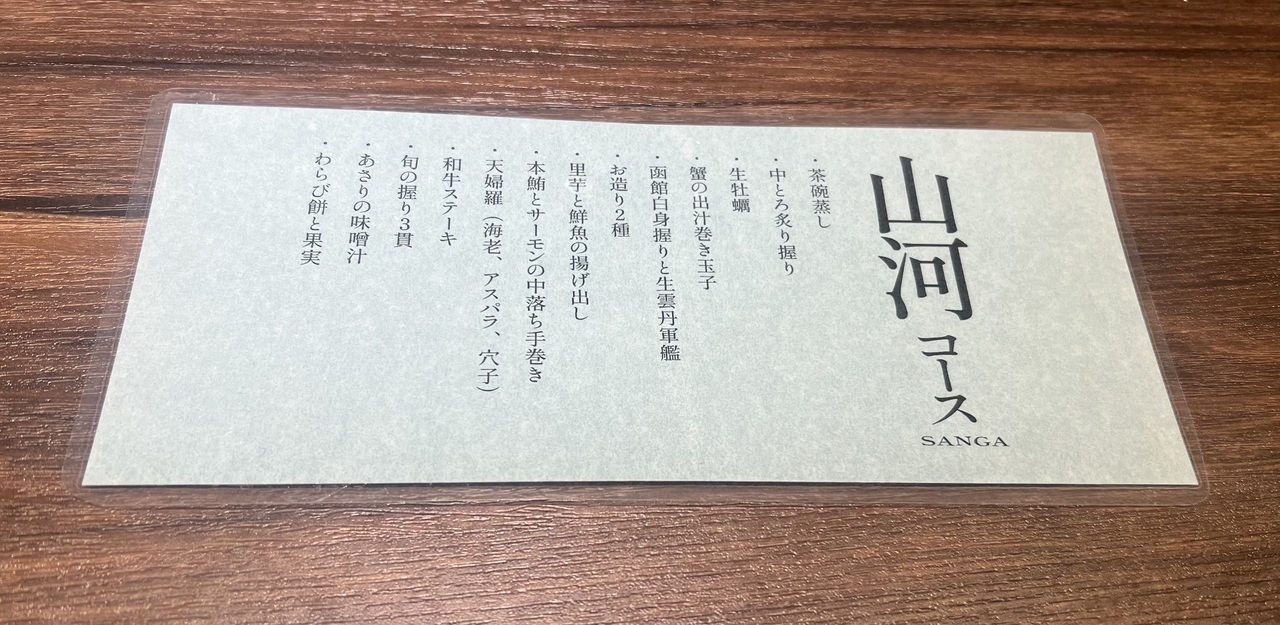 山河コース
SANGA
・茶碗蒸し
・中とろ炙り握り
・生牡蠣
・蟹の出汁巻き玉子
・函館白身握りと生雲丹軍艦
・お造り2種
・里芋と鮮魚の揚げ出し
・本鮪とサーモンの中落ち手巻き
・天婦羅（海老、アスパラ、穴子）
・和牛ステーキ
・旬の握り3貫
・あさりの味噌汁
・わらび餅と果実